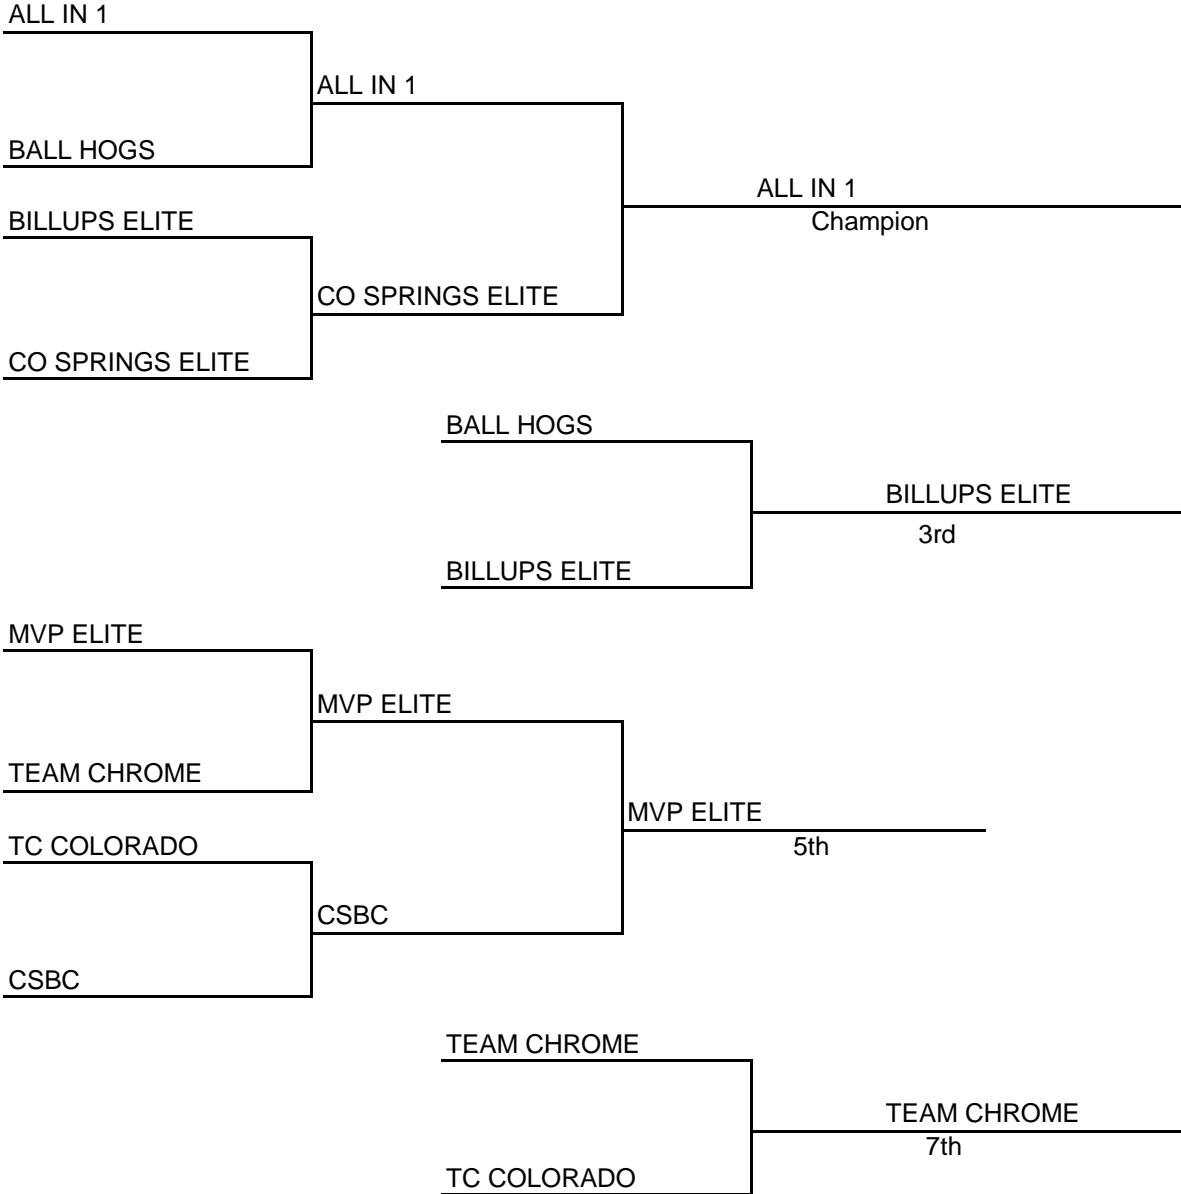 ALL IN 1
ALL IN 1
BALL HOGS
ALL IN 1
BILLUPS ELITE
Champion
CO SPRINGS ELITE
CO SPRINGS ELITE
BALL HOGS
BILLUPS ELITE
3rd
BILLUPS ELITE
MVP ELITE
MVP ELITE
TEAM CHROME
MVP ELITE
TC COLORADO
5th
CSBC
CSBC
TEAM CHROME
TEAM CHROME
7th
TC COLORADO